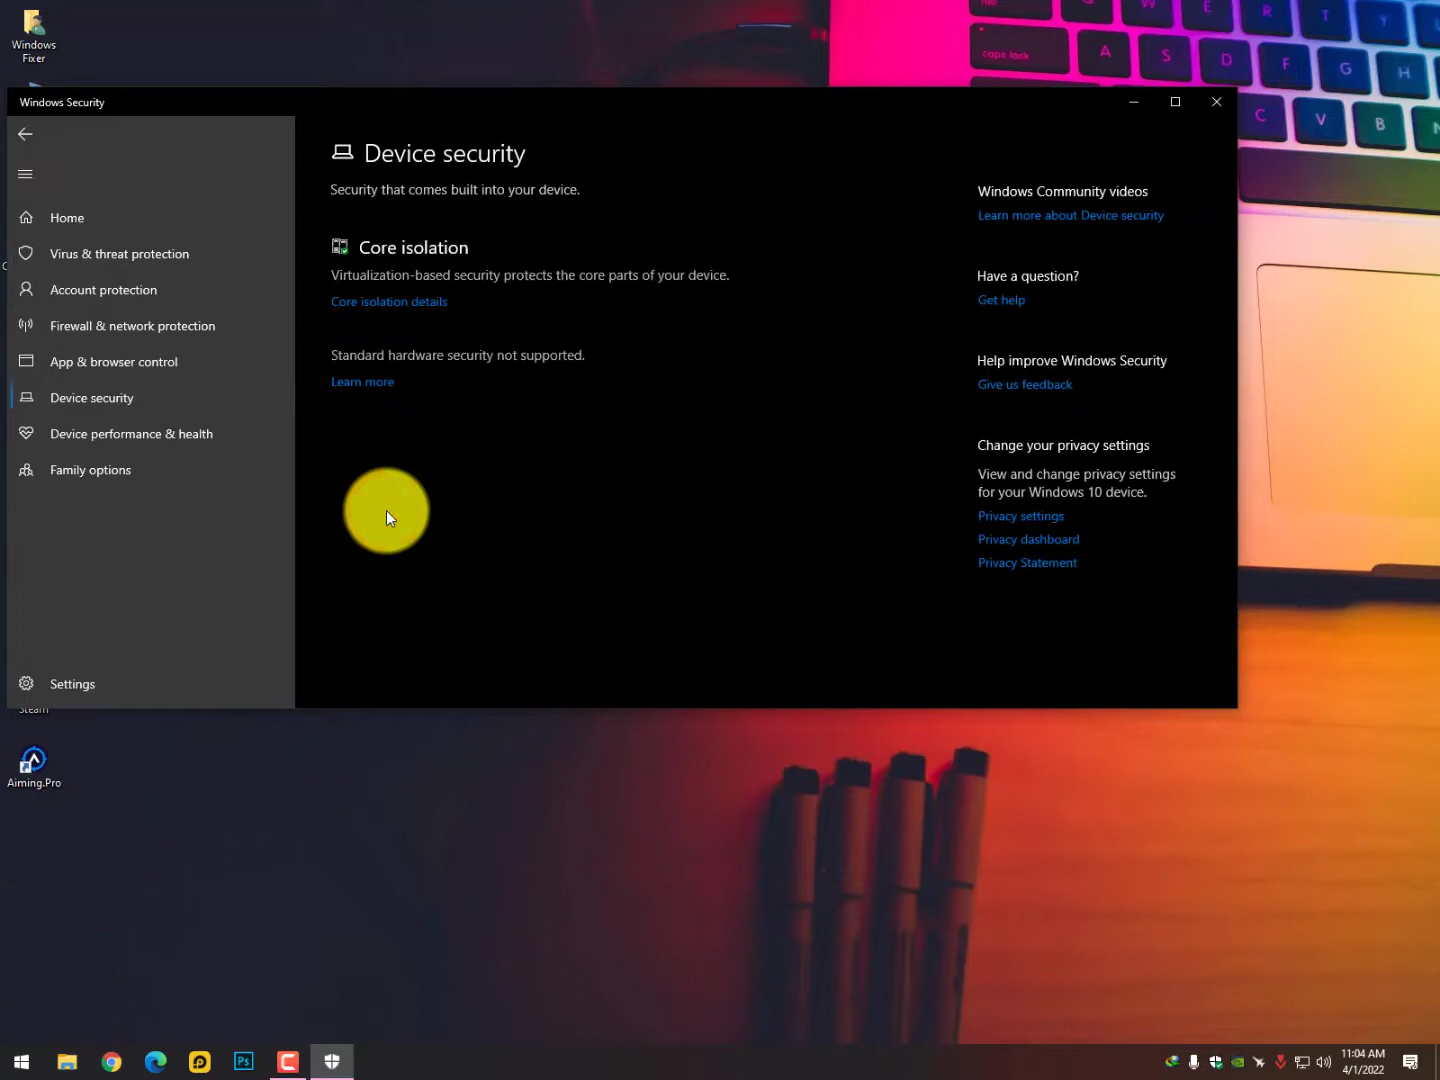 Windows
Fixer
Windows Security
Home
Virus & threat protection
Account protection
Firewall & network protection
App & browser control
Device security
Device performance & health
Family options
Settings
Device security
Security that comes built into your device.
Core isolation
Virtualization-based security protects the core parts of your device.
Core isolation details
Standard hardware security not supported.
Learn more
Windows Community videos
Learn more about Device security
Have a question?
Get help
Help improve Windows Security
Give us feedback
Change your privacy settings
View and change privacy settings
for your Windows 10 device.
Privacy settings
Privacy dashboard
Privacy Statement
Steam
Aiming.Pro
caps lock
A S D F G H
W E R T Y
C V B N
Ps
11:04 AM
4/1/2022